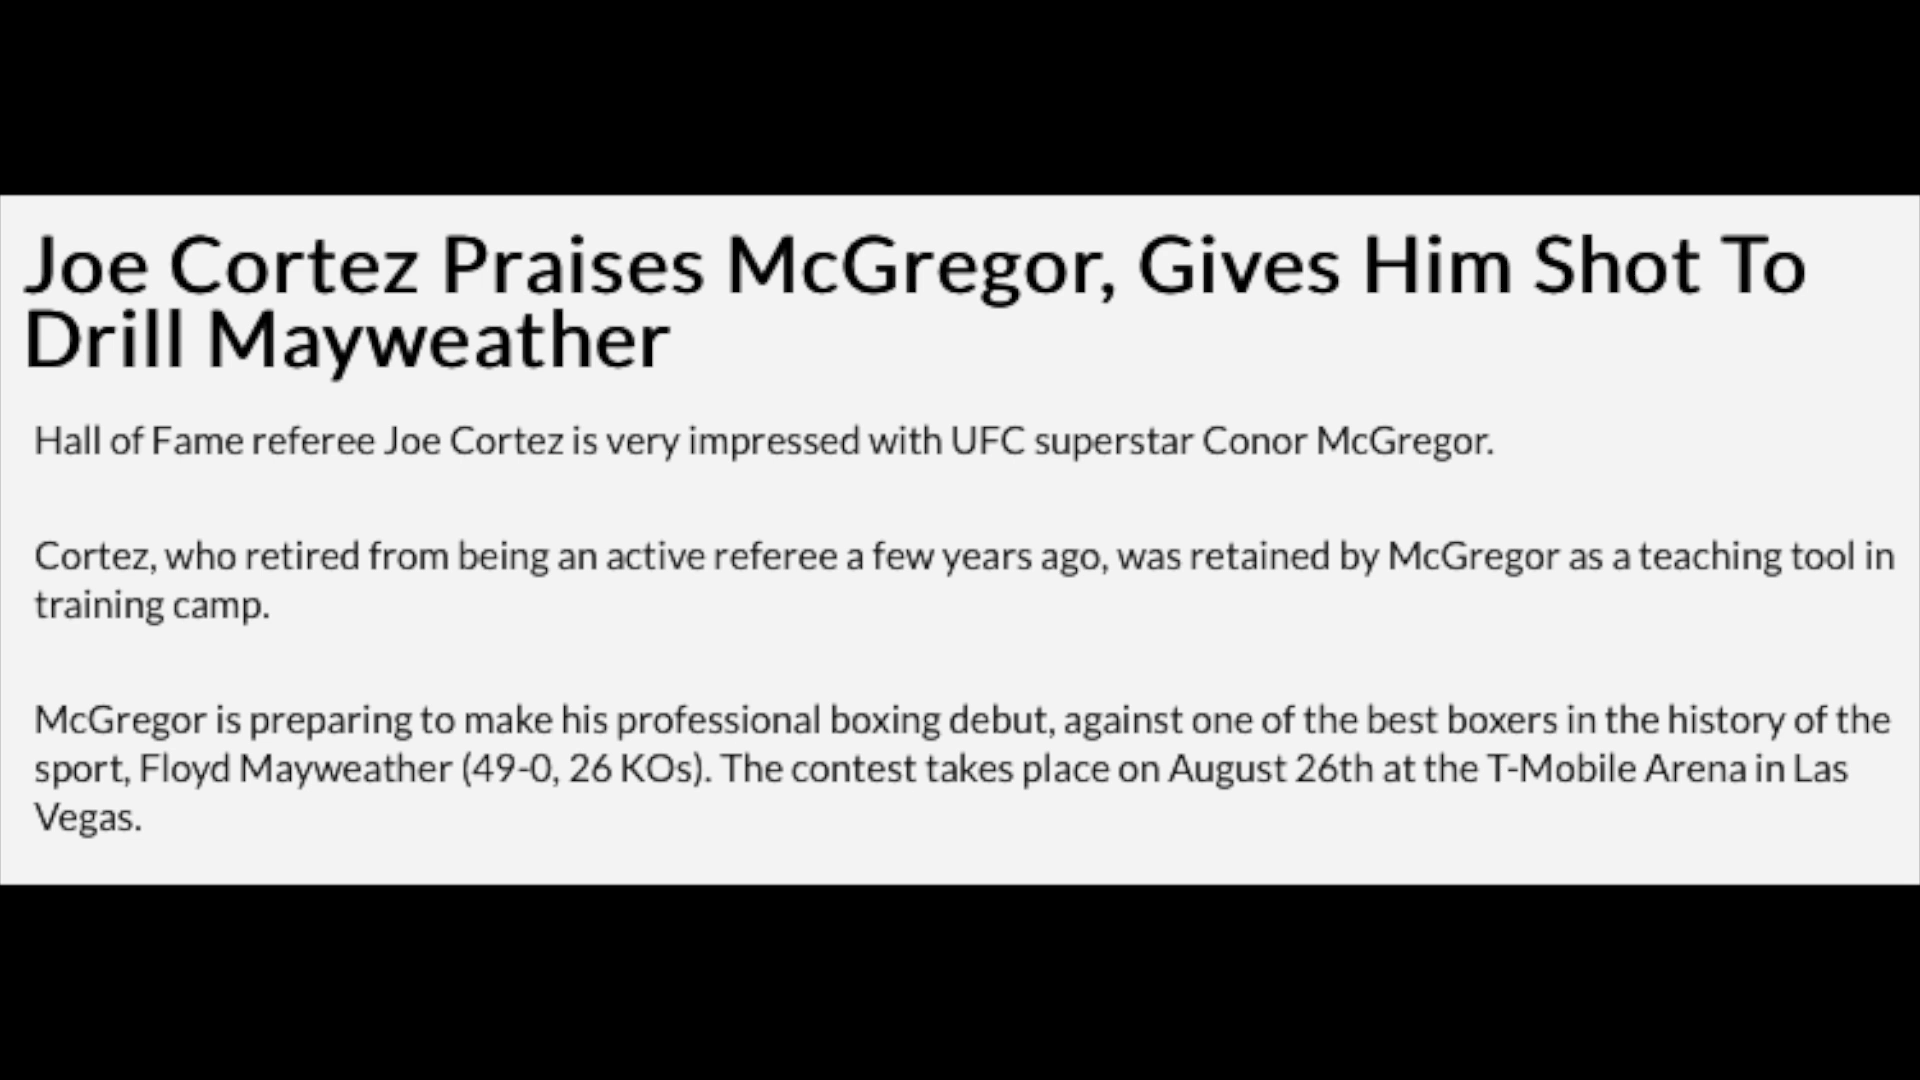 Joe Cortez Praises McGregor, Gives Him Shot To
Drill Mayweather
Hall of Fame referee Joe Cortez is very impressed with UFC superstar Conor McGregor.
Cortez, who retired from being an active referee a few years ago, was retained by McGregor as a teaching tool in
training camp.
McGregor is preparing to make his professional boxing debut, against one of the best boxers in the history of the
sport, Floyd Mayweather (49-0, 26 KOs). The contest takes place on August 26th at the T-Mobile Arena in Las
Vegas.